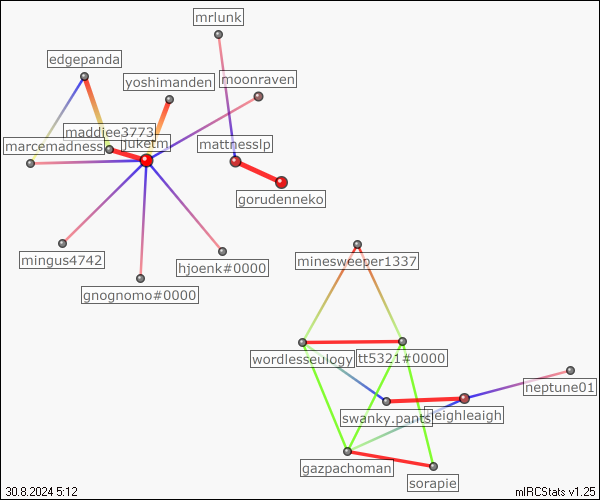 mrlunk
edgepanda
yoshimanden
moonraven
maddiee3773
marcemadness
juketm
mattnesslp
gorudenneko
mingus4742
hjoenk#0000
gnognomo#0000
minesweeper1337
wordlesseulogy
tt5321#0000
neptune01
swanky.pants
neighleaigh
gazpachoman
sorapie
30.8.2024 5:12
mIRCStats v1.25